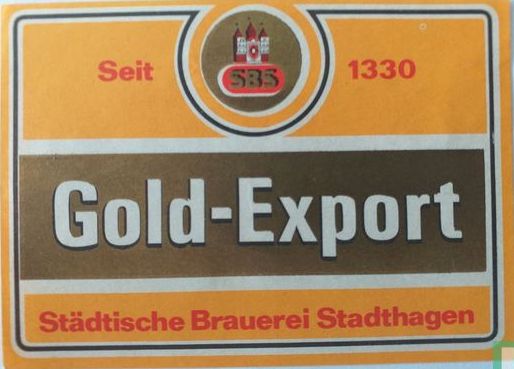 Seit 1330
SBS
Gold-Export
Städtische Brauerei Stadthagen